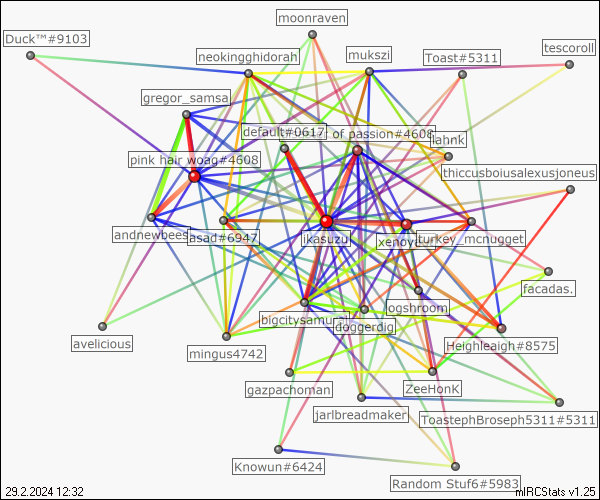 moonraven
Duck™#9103
neokingghidorah
mukszi
Toast#5311
tescoroll
gregor_samsa
default#0617
of passion#4608
iahnk
pink hair woag#4608
thiccusboiusalexusjoneus
andnewbees
asad#6947
ikasuzu
turkey_mcnugget
facadas.
bigcitysamurai
doggerdig
ogshroom
avelicious
mingus4742
Heighleaigh#8575
gazpachoman
ZeeHonK
jarlbreadmaker
ToastephBroseph5311#5311
Knowun#6424
Random Stuf6#5983
29.2.2024 12:32
mIRCStats v1.25